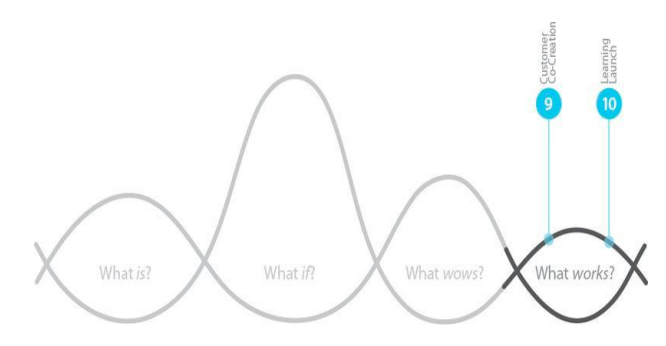 Customer
Co-Creation
Learning
Launch
9
10
What is?
What if?
What wows?
What works?